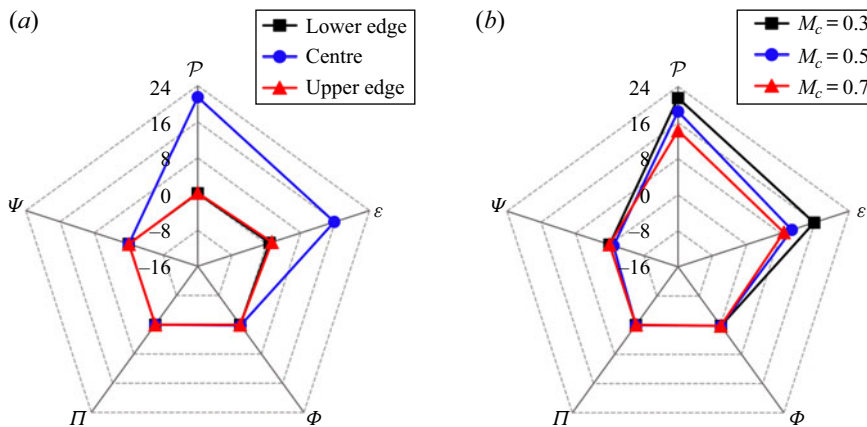 (a)
Lower edge
Centre
Upper edge
𝒫
24
16
8
0
−8
−16
Ψ
ε
Π
Φ
(b)
M_c = 0.3
M_c = 0.5
M_c = 0.7
𝒫
24
16
8
0
−8
−16
Ψ
ε
Π
Φ